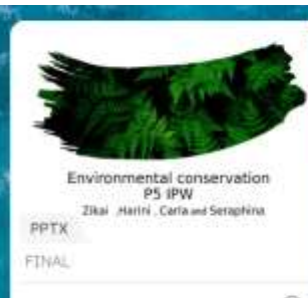 Environmental conservation
P5 IPW
Zikai ,Harini , Carla and Seraphina
PPTX
FINAL